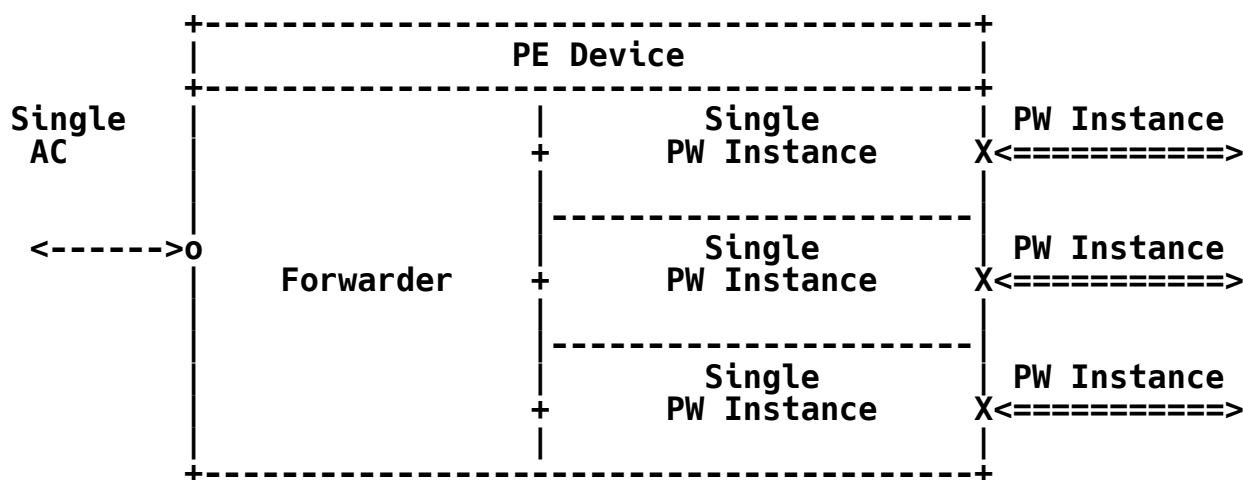 +----------------------------------------+
|                PE Device               |
+----------------------------------------+
Single    |                 |        Single        | PW Instance
AC       |                 +      PW Instance     X<===========>
|                 |                      |
|                 |----------------------|
<------>o                 |        Single        | PW Instance
|    Forwarder    +      PW Instance     X<===========>
|                 |                      |
|                 |----------------------|
|                 |        Single        | PW Instance
|                 +      PW Instance     X<===========>
|                 |                      |
+----------------------------------------+